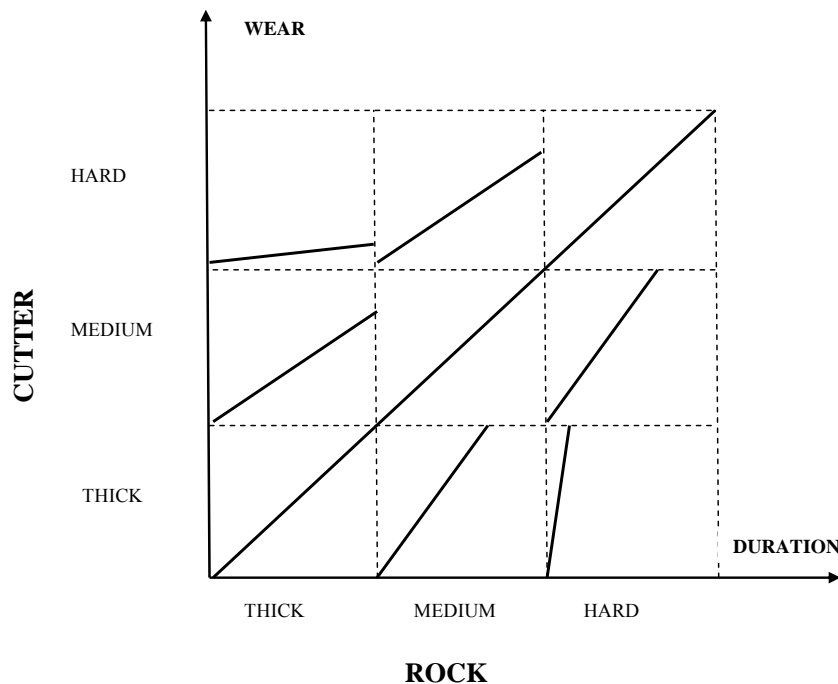 WEAR
HARD
MEDIUM
CUTTER
THICK
DURATION
THICK MEDIUM HARD
ROCK